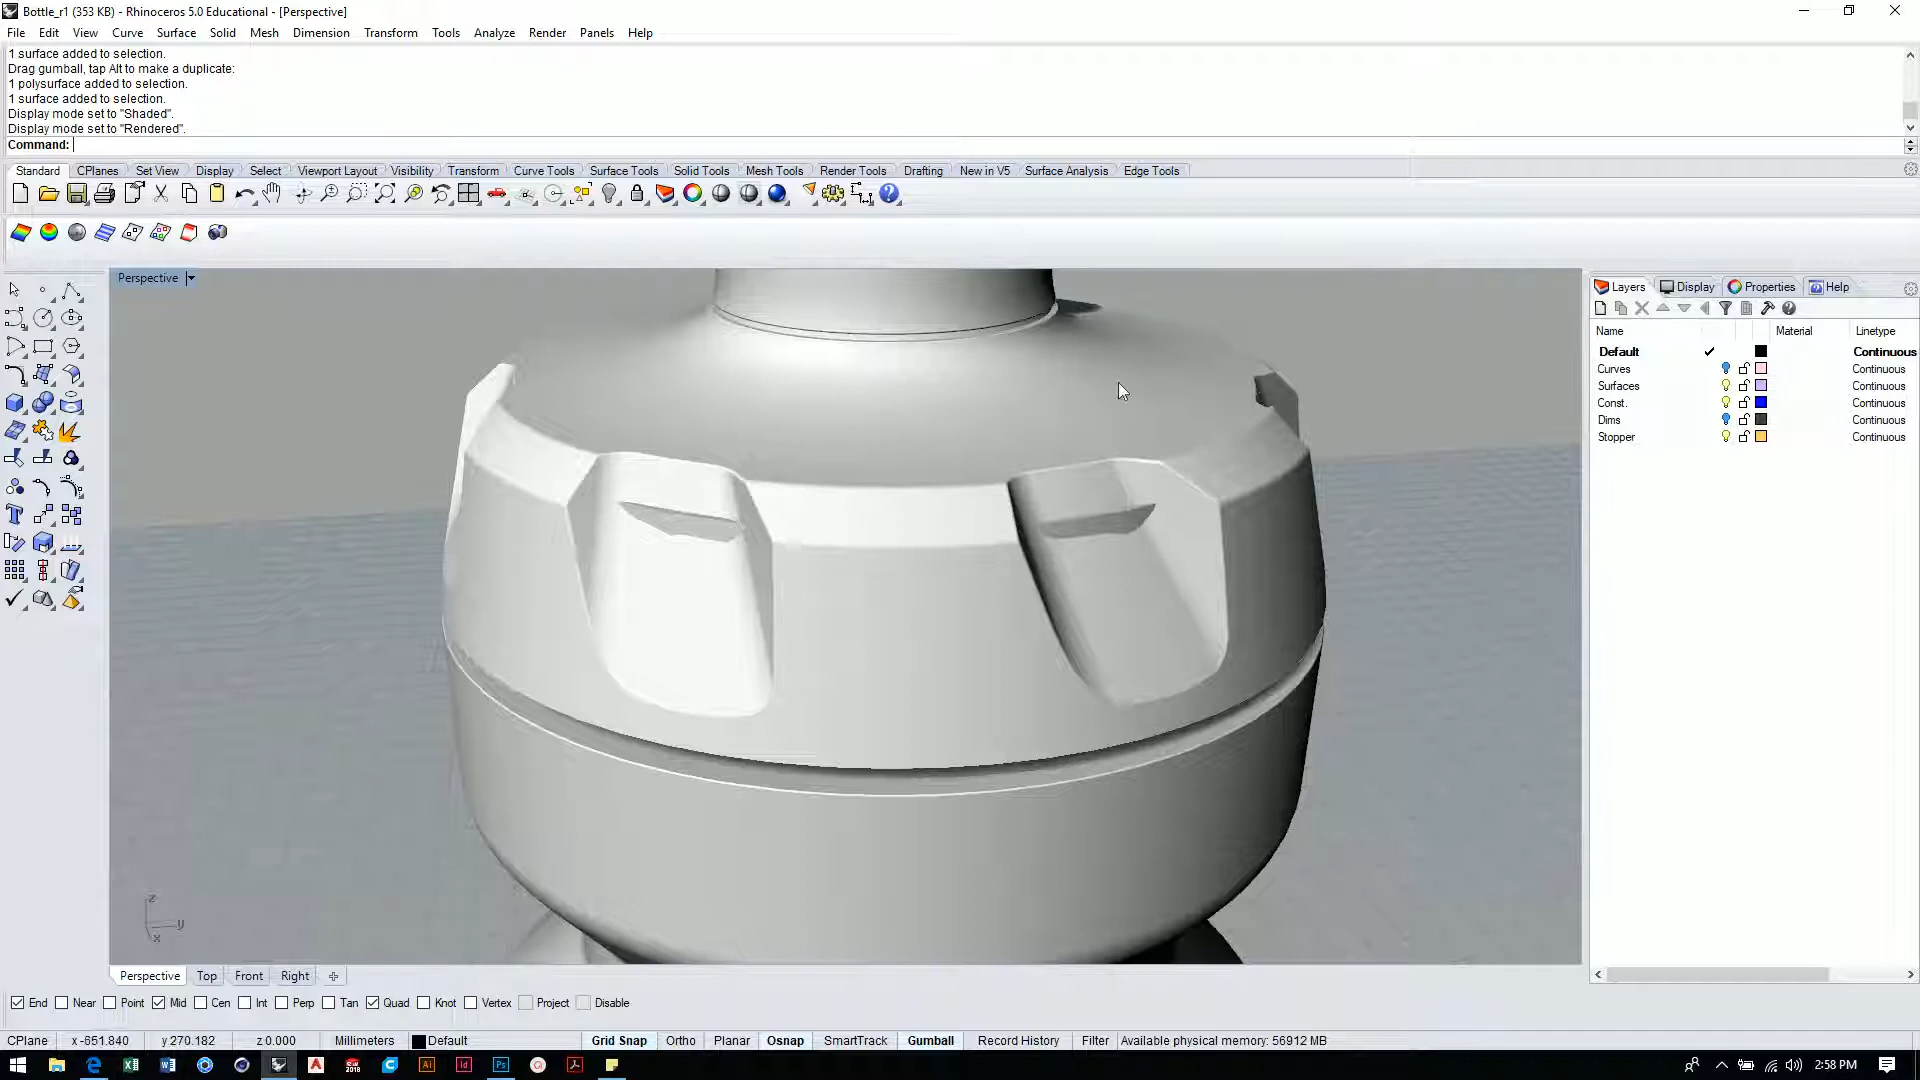 Bottle_r1 (353 KB) - Rhinoceros 5.0 Educational - [Perspective]
File Edit View Curve Surface Solid Mesh Dimension Transform Tools Analyze Render Panels Help
1 surface added to selection.
Drag gumball, tap Alt to make a duplicate:
1 polysurface added to selection.
1 surface added to selection.
Display mode set to "Shaded".
Display mode set to "Rendered".
Command:
Standard CPlanes Set View Display Select Viewport Layout Visibility Transform Curve Tools Surface Tools Solid Tools Mesh Tools Render Tools Drafting New in V5 Surface Analysis Edge Tools
Perspective
Layers Display Properties Help
Name Material Linetype
Default Continuous
Curves Continuous
Surfaces Continuous
Const. Continuous
Dims Continuous
Stopper Continuous
z
y
x
Perspective Top Front Right
End Near Point Mid Cen Int Perp Tan Quad Knot Vertex Project Disable
CPlane x -651.840 y 270.182 z 0.000 Millimeters Default Grid Snap Ortho Planar Osnap SmartTrack Gumball Record History Filter Available physical memory: 56912 MB
2:58 PM